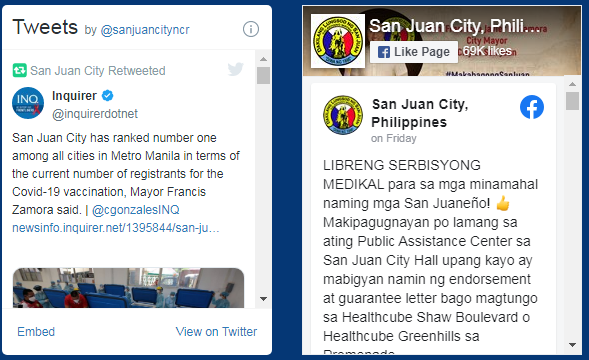 Tweets by @sanjuancityncr
San Juan City Retweeted
INQ.
Inquirer
@inquirerdotnet
San Juan City has ranked number one
among all cities in Metro Manila in terms of
the current number of registrants for the
Covid-19 vaccination, Mayor Francis
Zamora said. | @cgonzalesINQ
newsinfo.inquirer.net/1395844/san-ju…
Embed
View on Twitter
San Juan City, Phili...
Like Page
69K likes
City Mayor
#MakabagongSanJuan
San Juan City,
Philippines
on Friday
LIBRENG SERBISYONG
MEDIKAL para sa mga minamahal
naming mga San Juaneño! 👍
Makipagugnayan po lamang sa
ating Public Assistance Center sa
San Juan City Hall upang kayo ay
mabigyan namin ng endorsement
at guarantee letter bago magtungo
sa Healthcube Shaw Boulevard o
Healthcube Greenhills sa
Promenade